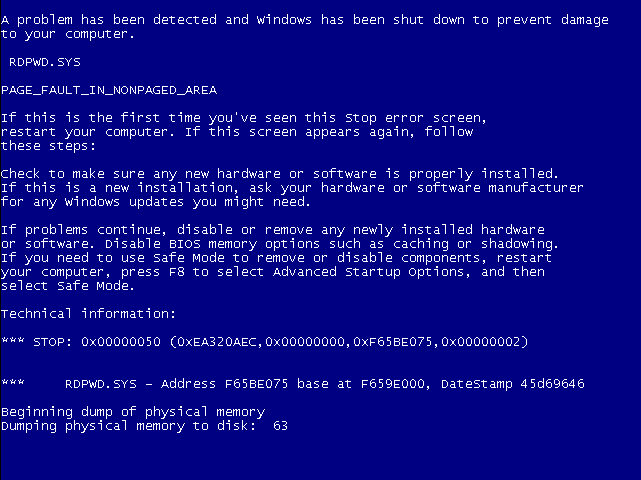 A problem has been detected and Windows has been shut down to prevent damage
to your computer.
RDPWD.SYS
PAGE_FAULT_IN_NONPAGED_AREA
If this is the first time you've seen this Stop error screen,
restart your computer. If this screen appears again, follow
these steps:
Check to make sure any new hardware or software is properly installed.
If this is a new installation, ask your hardware or software manufacturer
for any Windows updates you might need.
If problems continue, disable or remove any newly installed hardware
or software. Disable BIOS memory options such as caching or shadowing.
If you need to use Safe Mode to remove or disable components, restart
your computer, press F8 to select Advanced Startup Options, and then
select Safe Mode.
Technical information:
*** STOP: 0x00000050 (0xEA320AEC,0x00000000,0xF65BE075,0x00000002)
*** RDPWD.SYS – Address F65BE075 base at F659E000, DateStamp 45d69646
Beginning dump of physical memory
Dumping physical memory to disk: 63